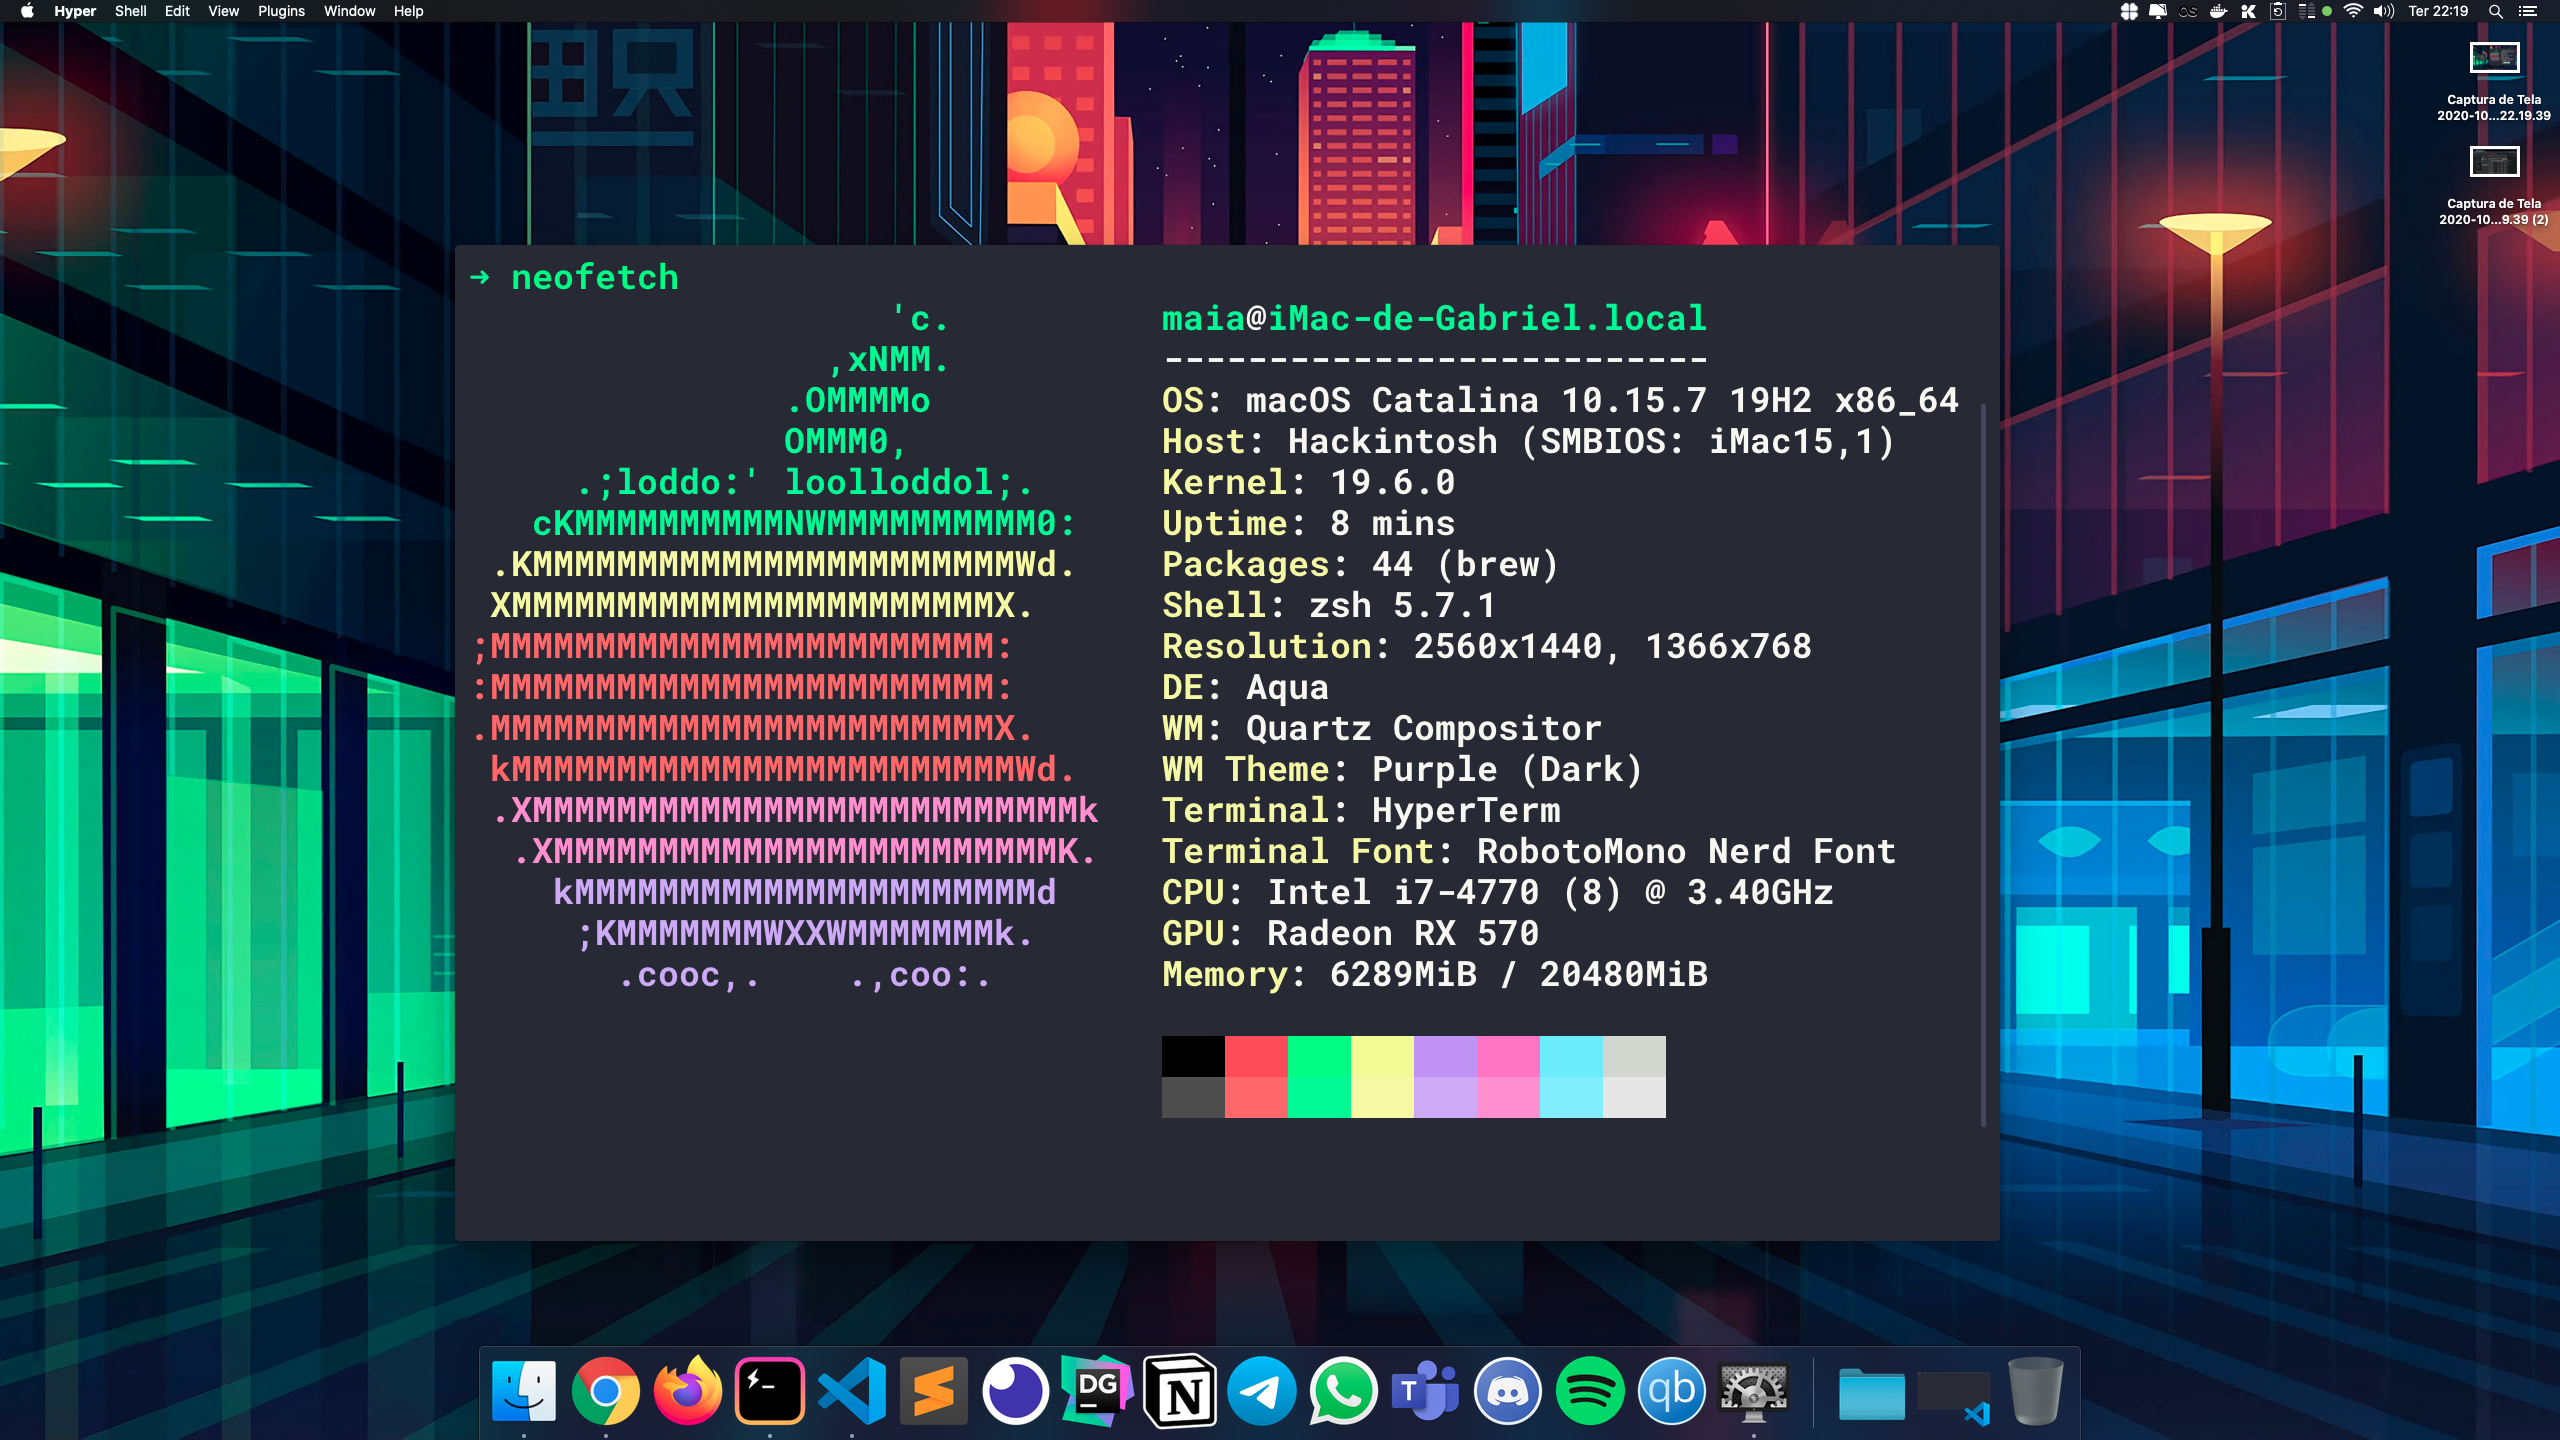 Hyper Shell Edit View Plugins Window Help
Ter 22:19
Captura de Tela
2020-10...22.19.39
Captura de Tela
2020-10...9.39 (2)
➜ neofetch
'c.
,xNMM.
.OMMMMo
OMMM0,
.;loddo:' loolloddol;.
cKMMMMMMMMMMNWMMMMMMMMMM0:
.KMMMMMMMMMMMMMMMMMMMMMMMWd.
XMMMMMMMMMMMMMMMMMMMMMMMX.
;MMMMMMMMMMMMMMMMMMMMMMMM:
:MMMMMMMMMMMMMMMMMMMMMMMM:
.MMMMMMMMMMMMMMMMMMMMMMMMX.
kMMMMMMMMMMMMMMMMMMMMMMMMWd.
.XMMMMMMMMMMMMMMMMMMMMMMMMMMk
.XMMMMMMMMMMMMMMMMMMMMMMMMK.
kMMMMMMMMMMMMMMMMMMMMMMd
;KMMMMMMMWXXWMMMMMMMk.
.cooc,.    .,coo:.
maia@iMac-de-Gabriel.local
--------------------------
OS: macOS Catalina 10.15.7 19H2 x86_64
Host: Hackintosh (SMBIOS: iMac15,1)
Kernel: 19.6.0
Uptime: 8 mins
Packages: 44 (brew)
Shell: zsh 5.7.1
Resolution: 2560x1440, 1366x768
DE: Aqua
WM: Quartz Compositor
WM Theme: Purple (Dark)
Terminal: HyperTerm
Terminal Font: RobotoMono Nerd Font
CPU: Intel i7-4770 (8) @ 3.40GHz
GPU: Radeon RX 570
Memory: 6289MiB / 20480MiB
DG
N
T
qb